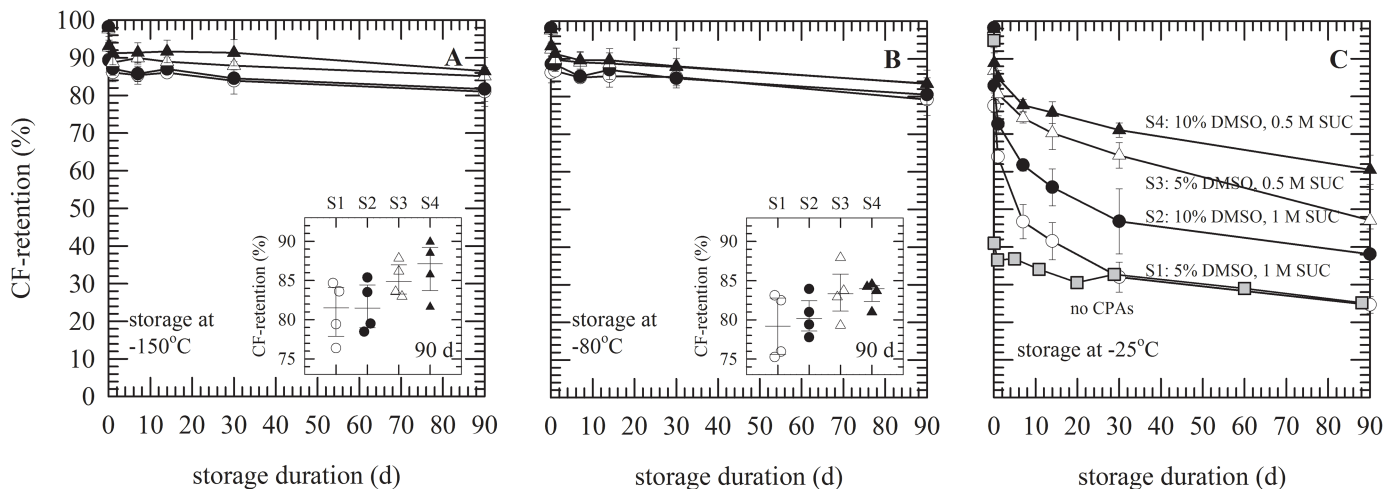 CF-retention (%)
100
90
80
70
60
50
40
30
20
10
0
A
S1 S2 S3 S4
CF-retention (%)
90
85
80
75
90 d
storage at
-150°C
0 10 20 30 40 50 60 70 80 90
storage duration (d)
B
S1 S2 S3 S4
CF-retention (%)
90
85
80
75
90 d
storage at
-80°C
0 10 20 30 40 50 60 70 80 90
storage duration (d)
C
S4: 10% DMSO, 0.5 M SUC
S3: 5% DMSO, 0.5 M SUC
S2: 10% DMSO, 1 M SUC
S1: 5% DMSO, 1 M SUC
no CPAs
storage at -25°C
0 10 20 30 40 50 60 70 80 90
storage duration (d)